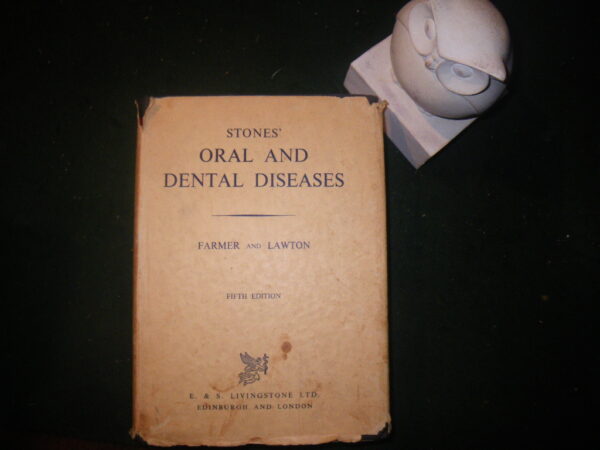 STONES'
ORAL AND
DENTAL DISEASES
FARMER AND LAWTON
FIFTH EDITION
E. & S. LIVINGSTONE LTD.
EDINBURGH AND LONDON